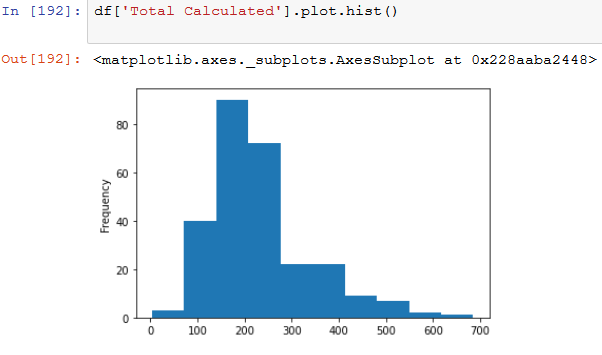 In [192]: df['Total Calculated'].plot.hist()
Out[192]: <matplotlib.axes._subplots.AxesSubplot at 0x228aaba2448>
80
60
40
20
0
Frequency
0 100 200 300 400 500 600 700